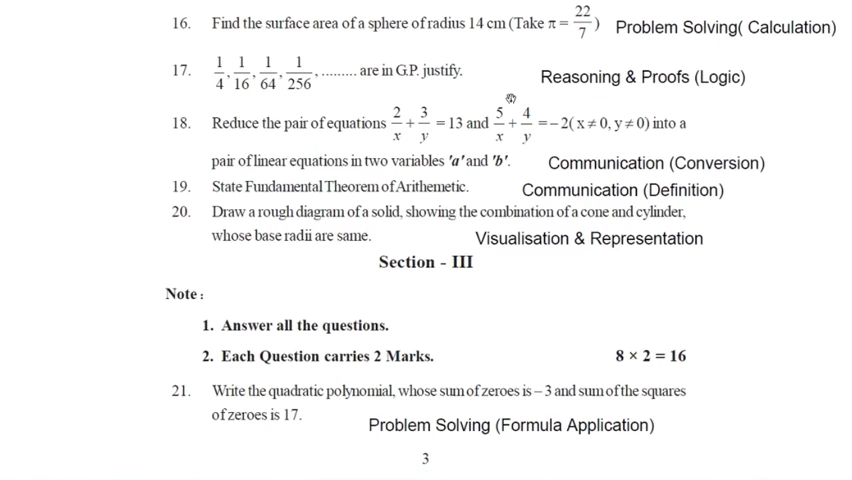 16. Find the surface area of a sphere of radius 14 cm (Take π = 22/7) Problem Solving( Calculation)
17. 1/4, 1/16, 1/64, 1/256, ......... are in G.P. justify. Reasoning & Proofs (Logic)
18. Reduce the pair of equations 2/x + 3/y = 13 and 5/x + 4/y = – 2( x ≠ 0, y ≠ 0) into a
pair of linear equations in two variables 'a' and 'b'. Communication (Conversion)
19. State Fundamental Theorem of Arithemetic. Communication (Definition)
20. Draw a rough diagram of a solid, showing the combination of a cone and cylinder,
whose base radii are same. Visualisation & Representation
Section - III
Note :
1. Answer all the questions.
2. Each Question carries 2 Marks. 8 × 2 = 16
21. Write the quadratic polynomial, whose sum of zeroes is – 3 and sum of the squares
of zeroes is 17. Problem Solving (Formula Application)
3